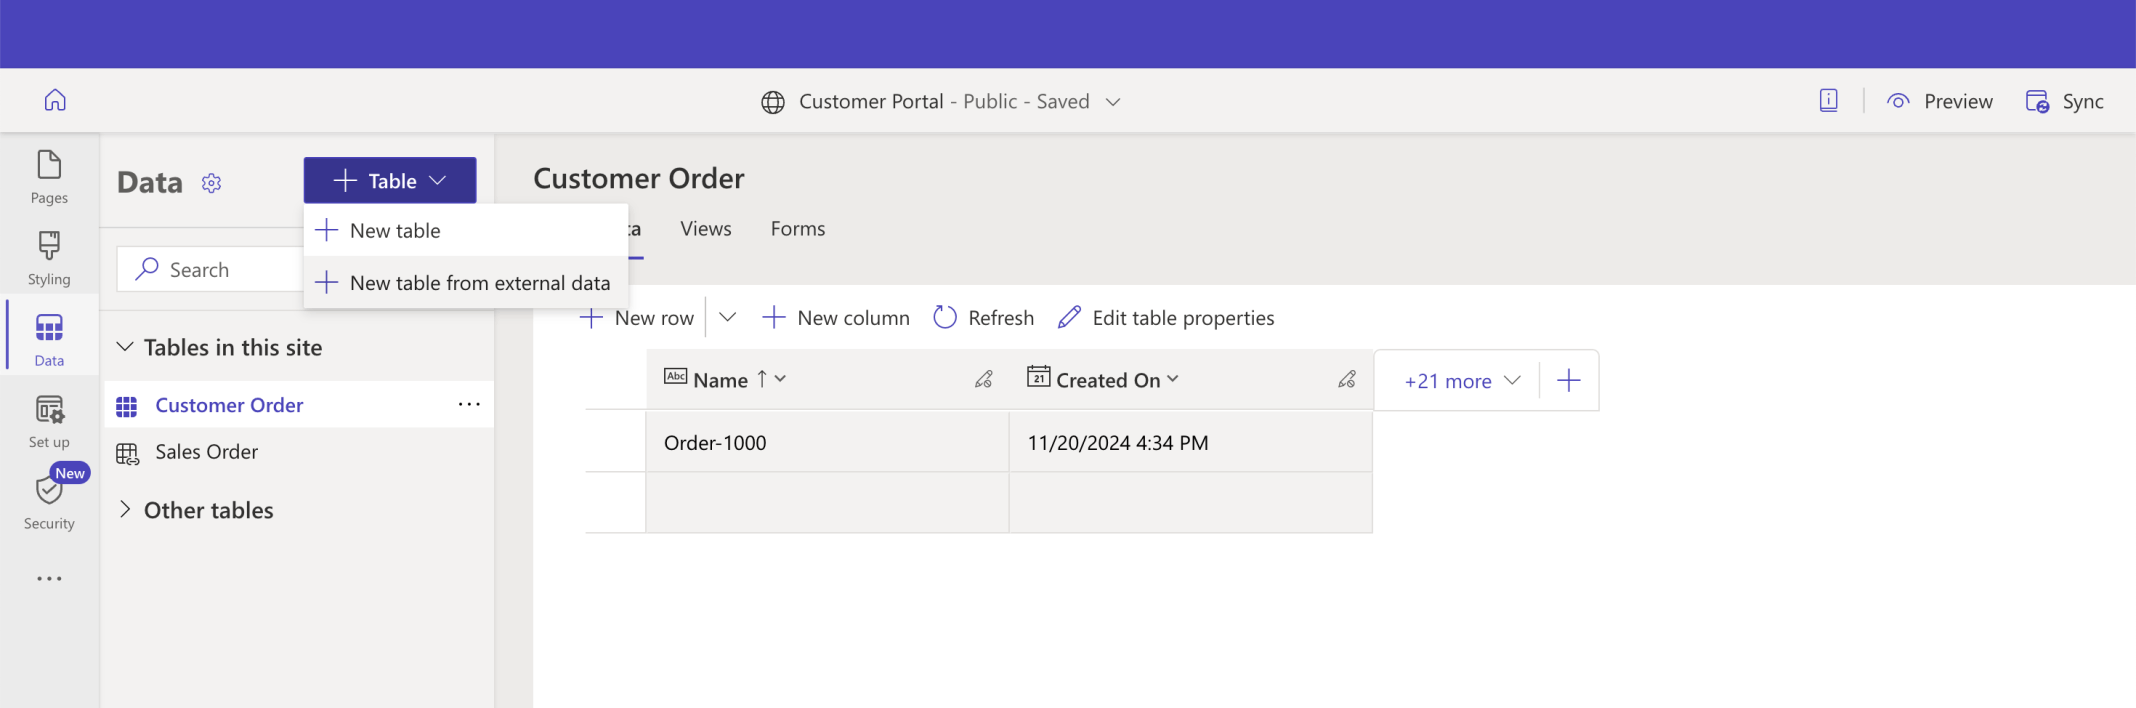 Customer Portal - Public - Saved
Preview
Sync
Pages
Styling
Data
Set up
New
Security
Data
Table
New table
New table from external data
Search
Tables in this site
Customer Order
Sales Order
Other tables
Customer Order
ta
Views
Forms
New row
New column
Refresh
Edit table properties
Abc Name
21 Created On
+21 more
Order-1000
11/20/2024 4:34 PM